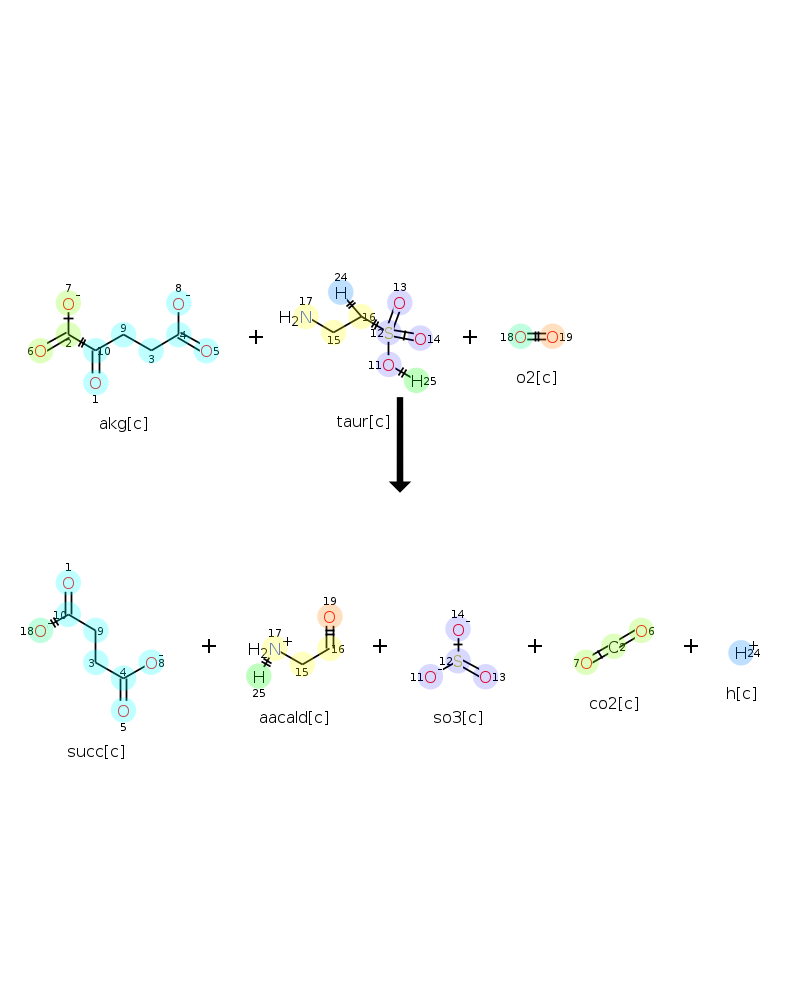 7 8 24 13
O- O- H O
17 16
H2N
9 12 18 O O 19
6 O 2 10 3 4 O 5 15 S O 14
11 O H 25
O
1
akg[c] + taur[c] + o2[c]
1 O
14 19
18 O- 10 9 17 O O-
H2N+ 16 12 S 7 O C 2 O 6 H+ 24
3 4 O- 8 H 15 11 O- O 13
25
O
5
succ[c] + aacald[c] + so3[c] + co2[c] + h[c]